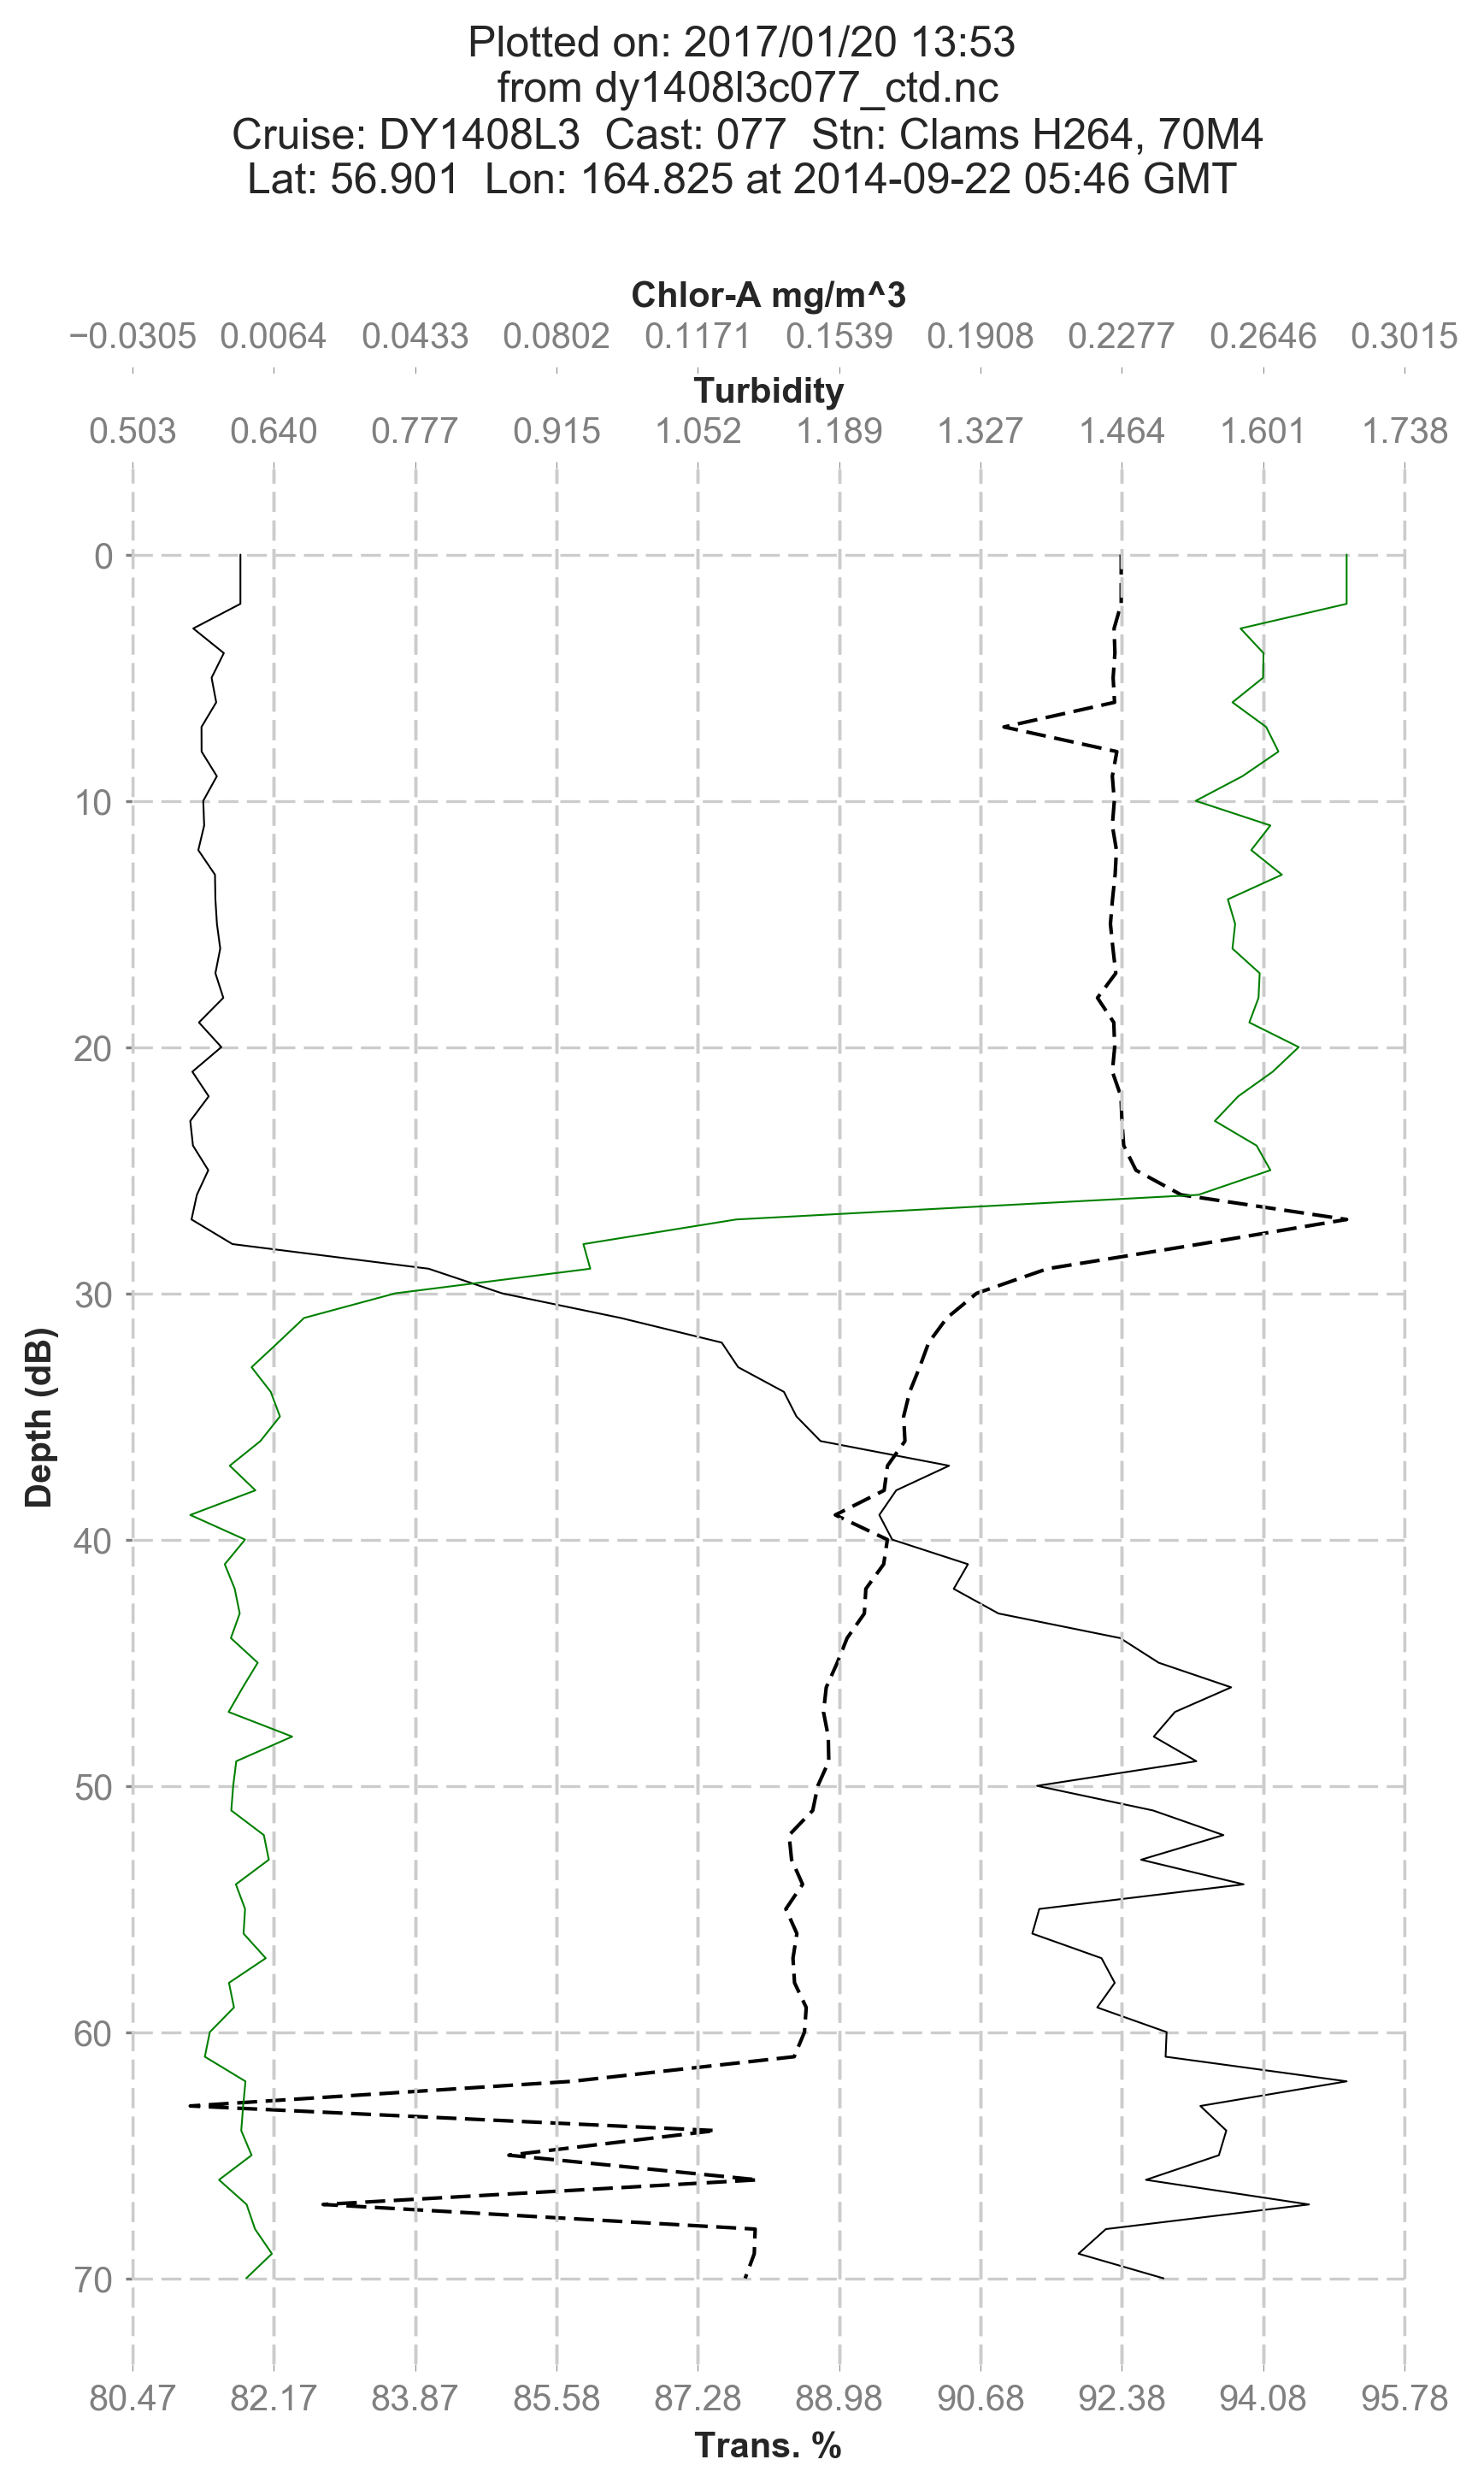 Plotted on: 2017/01/20 13:53
from dy1408l3c077_ctd.nc
Cruise: DY1408L3  Cast: 077  Stn: Clams H264, 70M4
Lat: 56.901  Lon: 164.825 at 2014-09-22 05:46 GMT
Chlor-A mg/m^3
−0.0305 0.0064 0.0433 0.0802 0.1171 0.1539 0.1908 0.2277 0.2646 0.3015
Turbidity
0.503 0.640 0.777 0.915 1.052 1.189 1.327 1.464 1.601 1.738
0
10
20
30
40
50
60
70
Depth (dB)
80.47 82.17 83.87 85.58 87.28 88.98 90.68 92.38 94.08 95.78
Trans. %